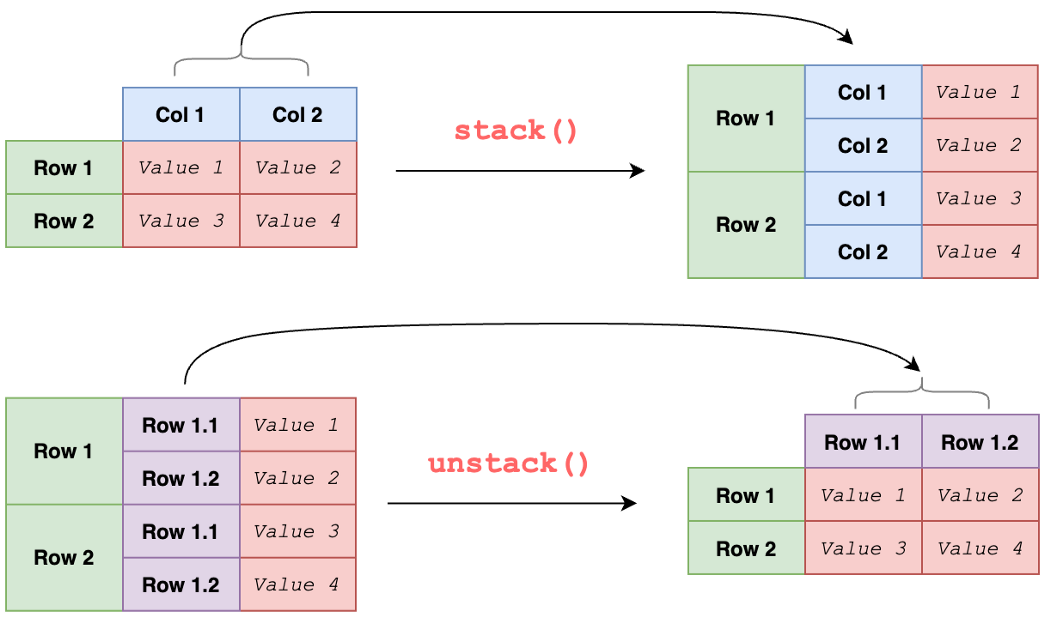 Col 1 Col 2
Row 1 Value 1 Value 2
Row 2 Value 3 Value 4
stack()
Row 1 Col 1 Value 1
Col 2 Value 2
Row 2 Col 1 Value 3
Col 2 Value 4
Row 1 Row 1.1 Value 1
Row 1.2 Value 2
Row 2 Row 1.1 Value 3
Row 1.2 Value 4
unstack()
Row 1.1 Row 1.2
Row 1 Value 1 Value 2
Row 2 Value 3 Value 4